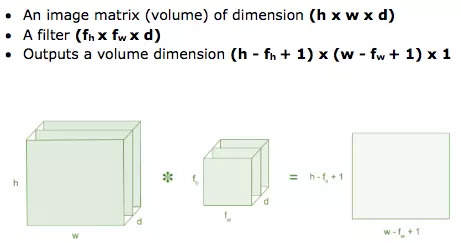 • An image matrix (volume) of dimension (h x w x d)
• A filter (fh x fw x d)
• Outputs a volume dimension (h - fh + 1) x (w - fw + 1) x 1
h
w
d
*
fh
fw
d
=
h - fh + 1
w - fw + 1